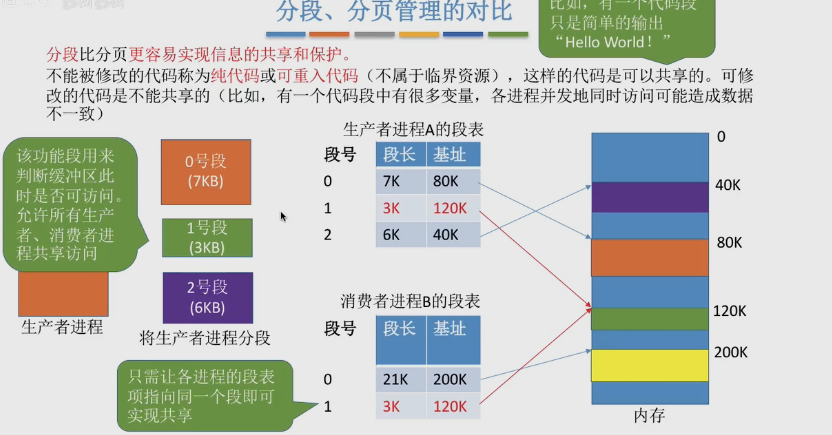 分段、分页管理的对比
比如，有一个代码段
只是简单的输出
“Hello World！”
分段比分页更容易实现信息的共享和保护。
不能被修改的代码称为纯代码或可重入代码（不属于临界资源），这样的代码是可以共享的。可修
改的代码是不能共享的（比如，有一个代码段中有很多变量，各进程并发地同时访问可能造成数据
不一致）
该功能段用来
判断缓冲区此
时是否可访问。
允许所有生产
者、消费者进
程共享访问
生产者进程
0号段
(7KB)
1号段
(3KB)
2号段
(6KB)
将生产者进程分段
生产者进程A的段表
段号 段长 基址
0 7K 80K
1 3K 120K
2 6K 40K
消费者进程B的段表
段号 段长 基址
0 21K 200K
1 3K 120K
只需让各进程的段表
项指向同一个段即可
实现共享
0
40K
80K
120K
200K
内存